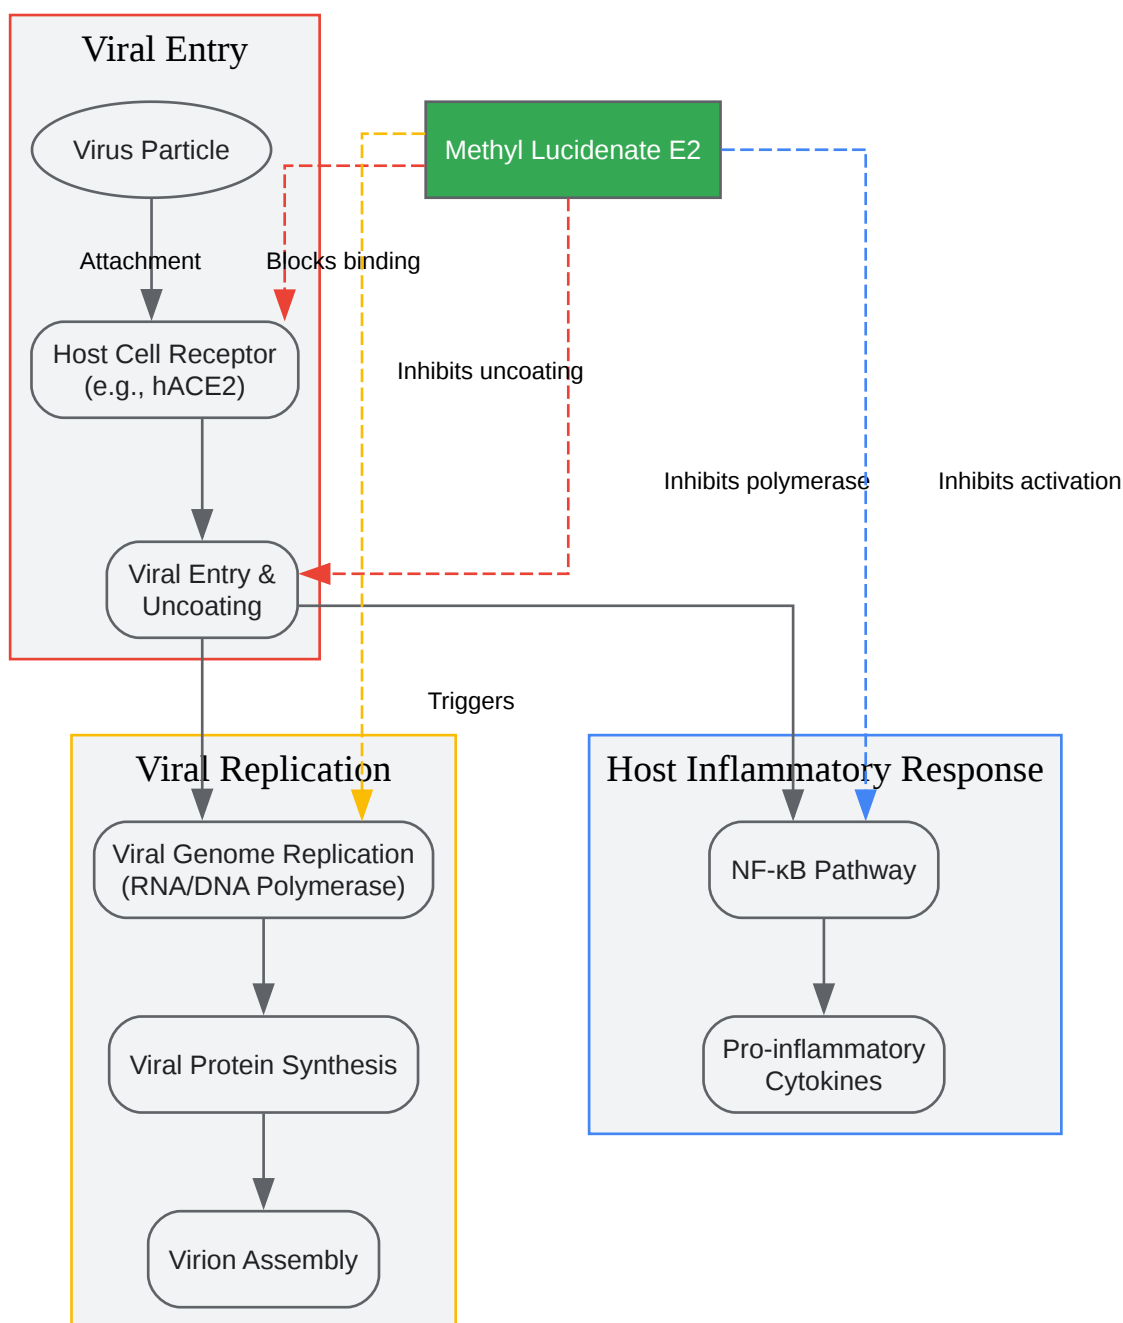 Viral Entry
Virus Particle
Methyl Lucidenate E2
Attachment
Blocks binding
Host Cell Receptor
(e.g., hACE2)
Inhibits uncoating
Inhibits polymerase
Inhibits activation
Viral Entry &
Uncoating
Triggers
Viral Replication
Host Inflammatory Response
Viral Genome Replication
(RNA/DNA Polymerase)
NF-κB Pathway
Viral Protein Synthesis
Pro-inflammatory
Cytokines
Virion Assembly